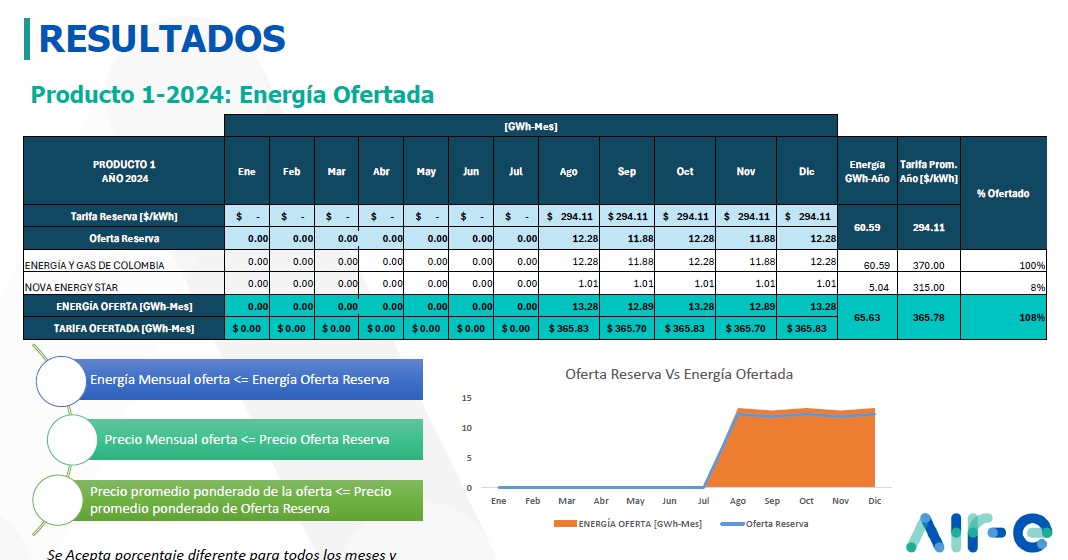 RESULTADOS
Producto 1-2024: Energía Ofertada
[GWh-Mes]
PRODUCTO 1
AÑO 2024
Ene Feb Mar Abr May Jun Jul Ago Sep Oct Nov Dic
Energía
GWh-Año
Tarifa Prom.
Año [$/kWh]
% Ofertado
Tarifa Reserva [$/kWh] $ - $ - $ - $ - $ - $ - $ - $ 294.11 $ 294.11 $ 294.11 $ 294.11 $ 294.11
60.59 294.11
Oferta Reserva 0.00 0.00 0.00 0.00 0.00 0.00 0.00 12.28 11.88 12.28 11.88 12.28
ENERGÍA Y GAS DE COLOMBIA 0.00 0.00 0.00 0.00 0.00 0.00 0.00 12.28 11.88 12.28 11.88 12.28 60.59 370.00 100%
NOVA ENERGY STAR 0.00 0.00 0.00 0.00 0.00 0.00 0.00 1.01 1.01 1.01 1.01 1.01 5.04 315.00 8%
ENERGÍA OFERTA [GWh-Mes] 0.00 0.00 0.00 0.00 0.00 0.00 0.00 13.28 12.89 13.28 12.89 13.28
65.63 365.78 108%
TARIFA OFERTADA [GWh-Mes] $ 0.00 $ 0.00 $ 0.00 $ 0.00 $ 0.00 $ 0.00 $ 0.00 $ 365.83 $ 365.70 $ 365.83 $ 365.70 $ 365.83
Energía Mensual oferta <= Energía Oferta Reserva
Precio Mensual oferta <= Precio Oferta Reserva
Precio promedio ponderado de la oferta <= Precio
promedio ponderado de Oferta Reserva
Se Acepta porcentaje diferente para todos los meses y
Oferta Reserva Vs Energía Ofertada
15
10
5
0
Ene Feb Mar Abr May Jun Jul Ago Sep Oct Nov Dic
ENERGÍA OFERTA [GWh-Mes] Oferta Reserva
AIR-E